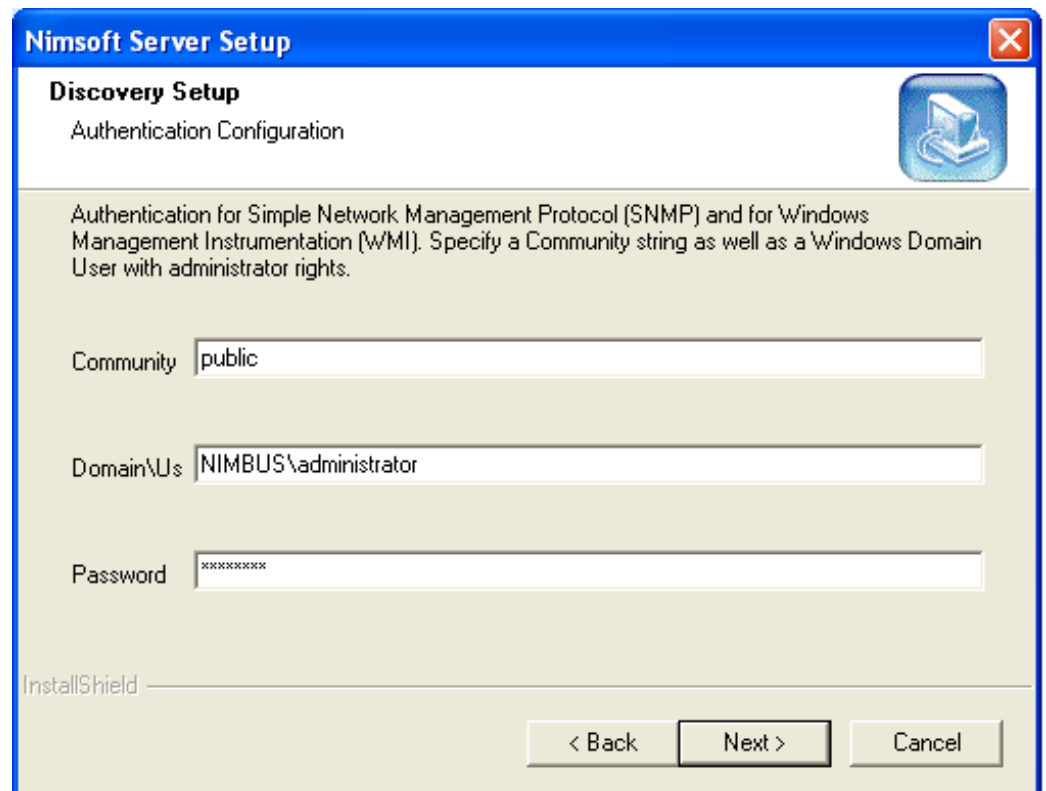 Nimsoft Server Setup
Discovery Setup
Authentication Configuration
Authentication for Simple Network Management Protocol (SNMP) and for Windows
Management Instrumentation (WMI). Specify a Community string as well as a Windows Domain
User with administrator rights.
Community public
Domain\Us NIMBUS\administrator
Password ********
InstallShield
< Back Next > Cancel